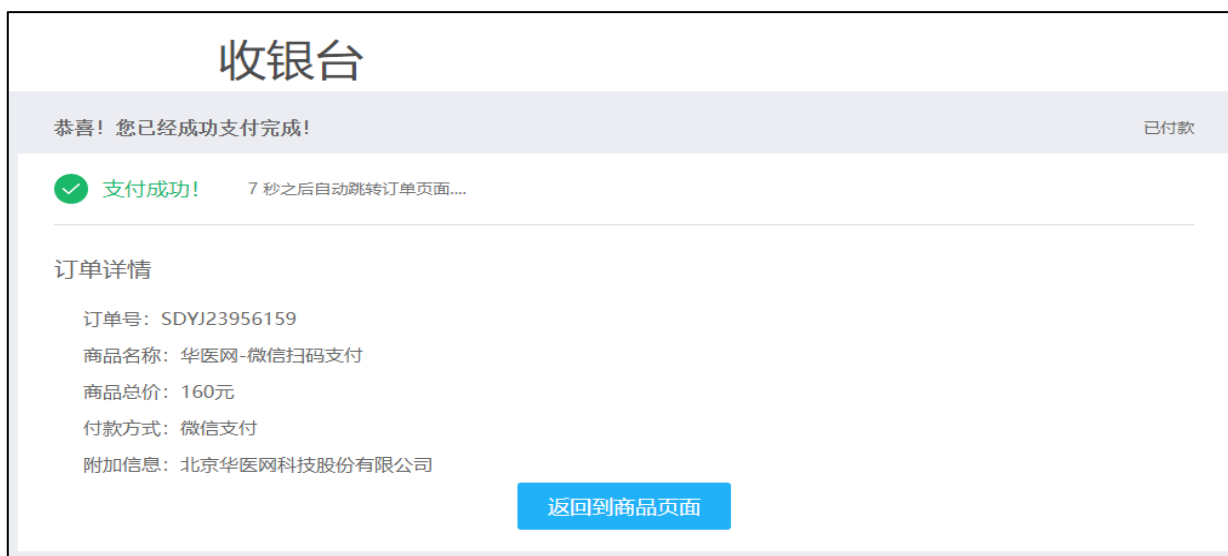 收银台
恭喜！您已经成功支付完成！ 已付款
支付成功！ 7 秒之后自动跳转订单页面....
订单详情
订单号：SDYJ23956159
商品名称：华医网-微信扫码支付
商品总价：160元
付款方式：微信支付
附加信息：北京华医网科技股份有限公司
返回到商品页面